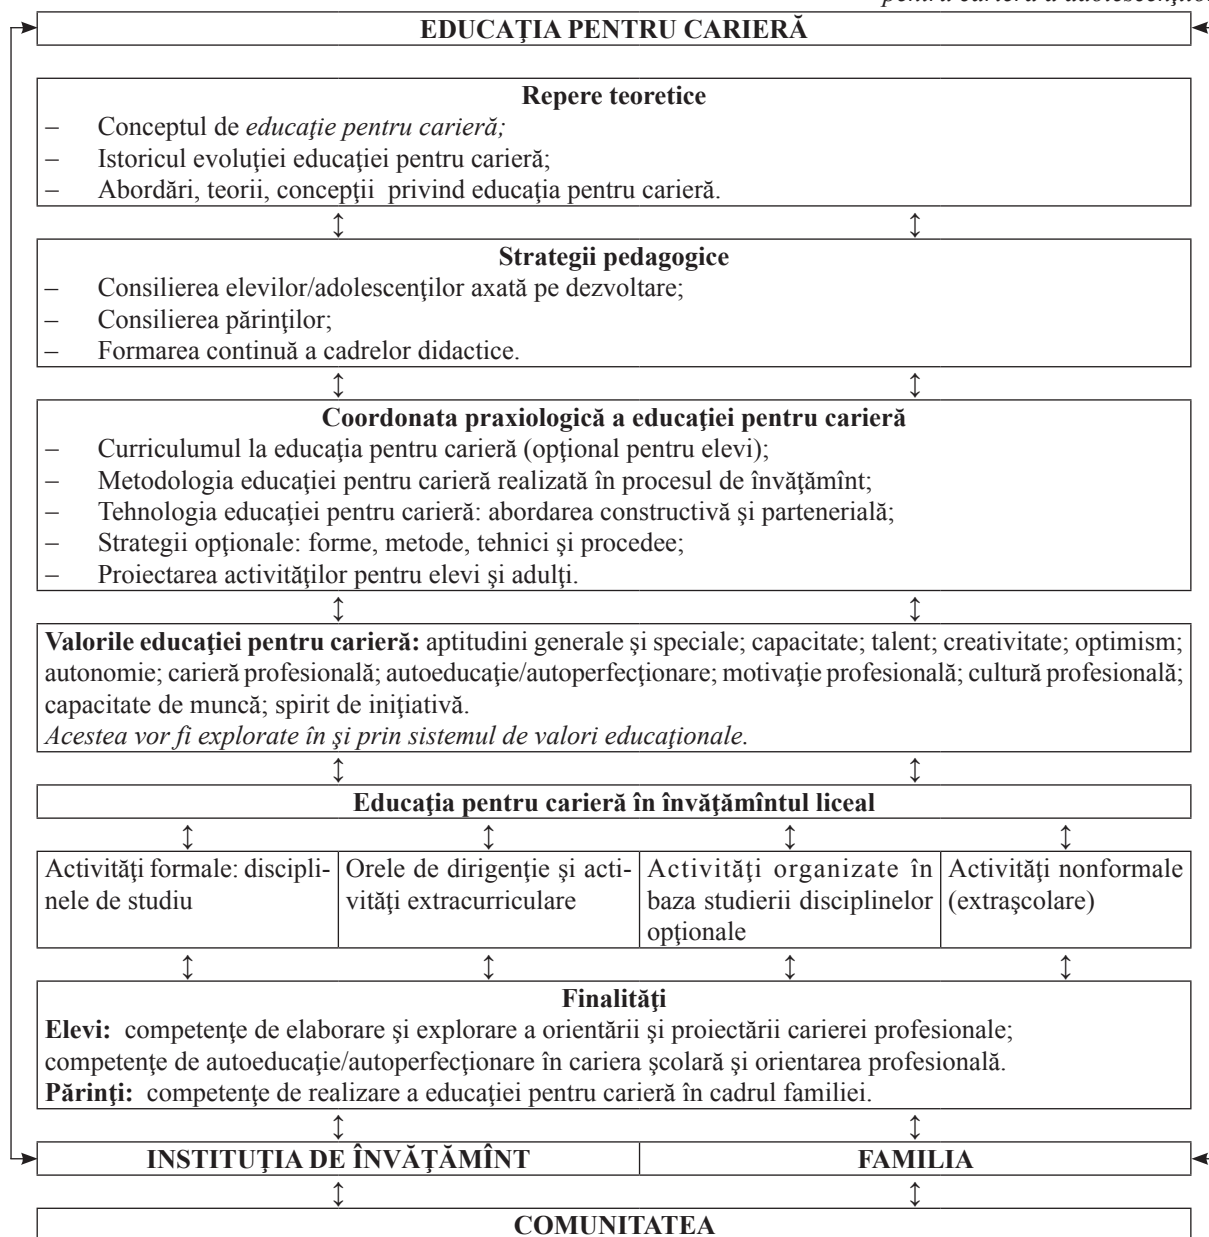 pentru carieră a adolescenţilor
EDUCAŢIA PENTRU CARIERĂ
Repere teoretice
– Conceptul de educaţie pentru carieră;
– Istoricul evoluţiei educaţiei pentru carieră;
– Abordări, teorii, concepţii privind educaţia pentru carieră.
↕ ↕
Strategii pedagogice
– Consilierea elevilor/adolescenţilor axată pe dezvoltare;
– Consilierea părinţilor;
– Formarea continuă a cadrelor didactice.
↕ ↕
Coordonata praxiologică a educaţiei pentru carieră
– Curriculumul la educaţia pentru carieră (opţional pentru elevi);
– Metodologia educaţiei pentru carieră realizată în procesul de învăţămînt;
– Tehnologia educaţiei pentru carieră: abordarea constructivă şi partenerială;
– Strategii opţionale: forme, metode, tehnici şi procedee;
– Proiectarea activităţilor pentru elevi şi adulţi.
↕ ↕
Valorile educaţiei pentru carieră: aptitudini generale şi speciale; capacitate; talent; creativitate; optimism;
autonomie; carieră profesională; autoeducaţie/autoperfecţionare; motivaţie profesională; cultură profesională;
capacitate de muncă; spirit de iniţiativă.
Acestea vor fi explorate în şi prin sistemul de valori educaţionale.
↕ ↕
Educaţia pentru carieră în învăţămîntul liceal
↕ ↕ ↕ ↕
Activităţi formale: discipli-
nele de studiu
Orele de dirigenţie şi acti-
vităţi extracurriculare
Activităţi organizate în
baza studierii disciplinelor
opţionale
Activităţi nonformale
(extraşcolare)
↕ ↕ ↕ ↕
Finalităţi
Elevi: competenţe de elaborare şi explorare a orientării şi proiectării carierei profesionale;
competenţe de autoeducaţie/autoperfecţionare în cariera şcolară şi orientarea profesională.
Părinţi: competenţe de realizare a educaţiei pentru carieră în cadrul familiei.
↕ ↕
INSTITUŢIA DE ÎNVĂŢĂMÎNT FAMILIA
↕ ↕
COMUNITATEA